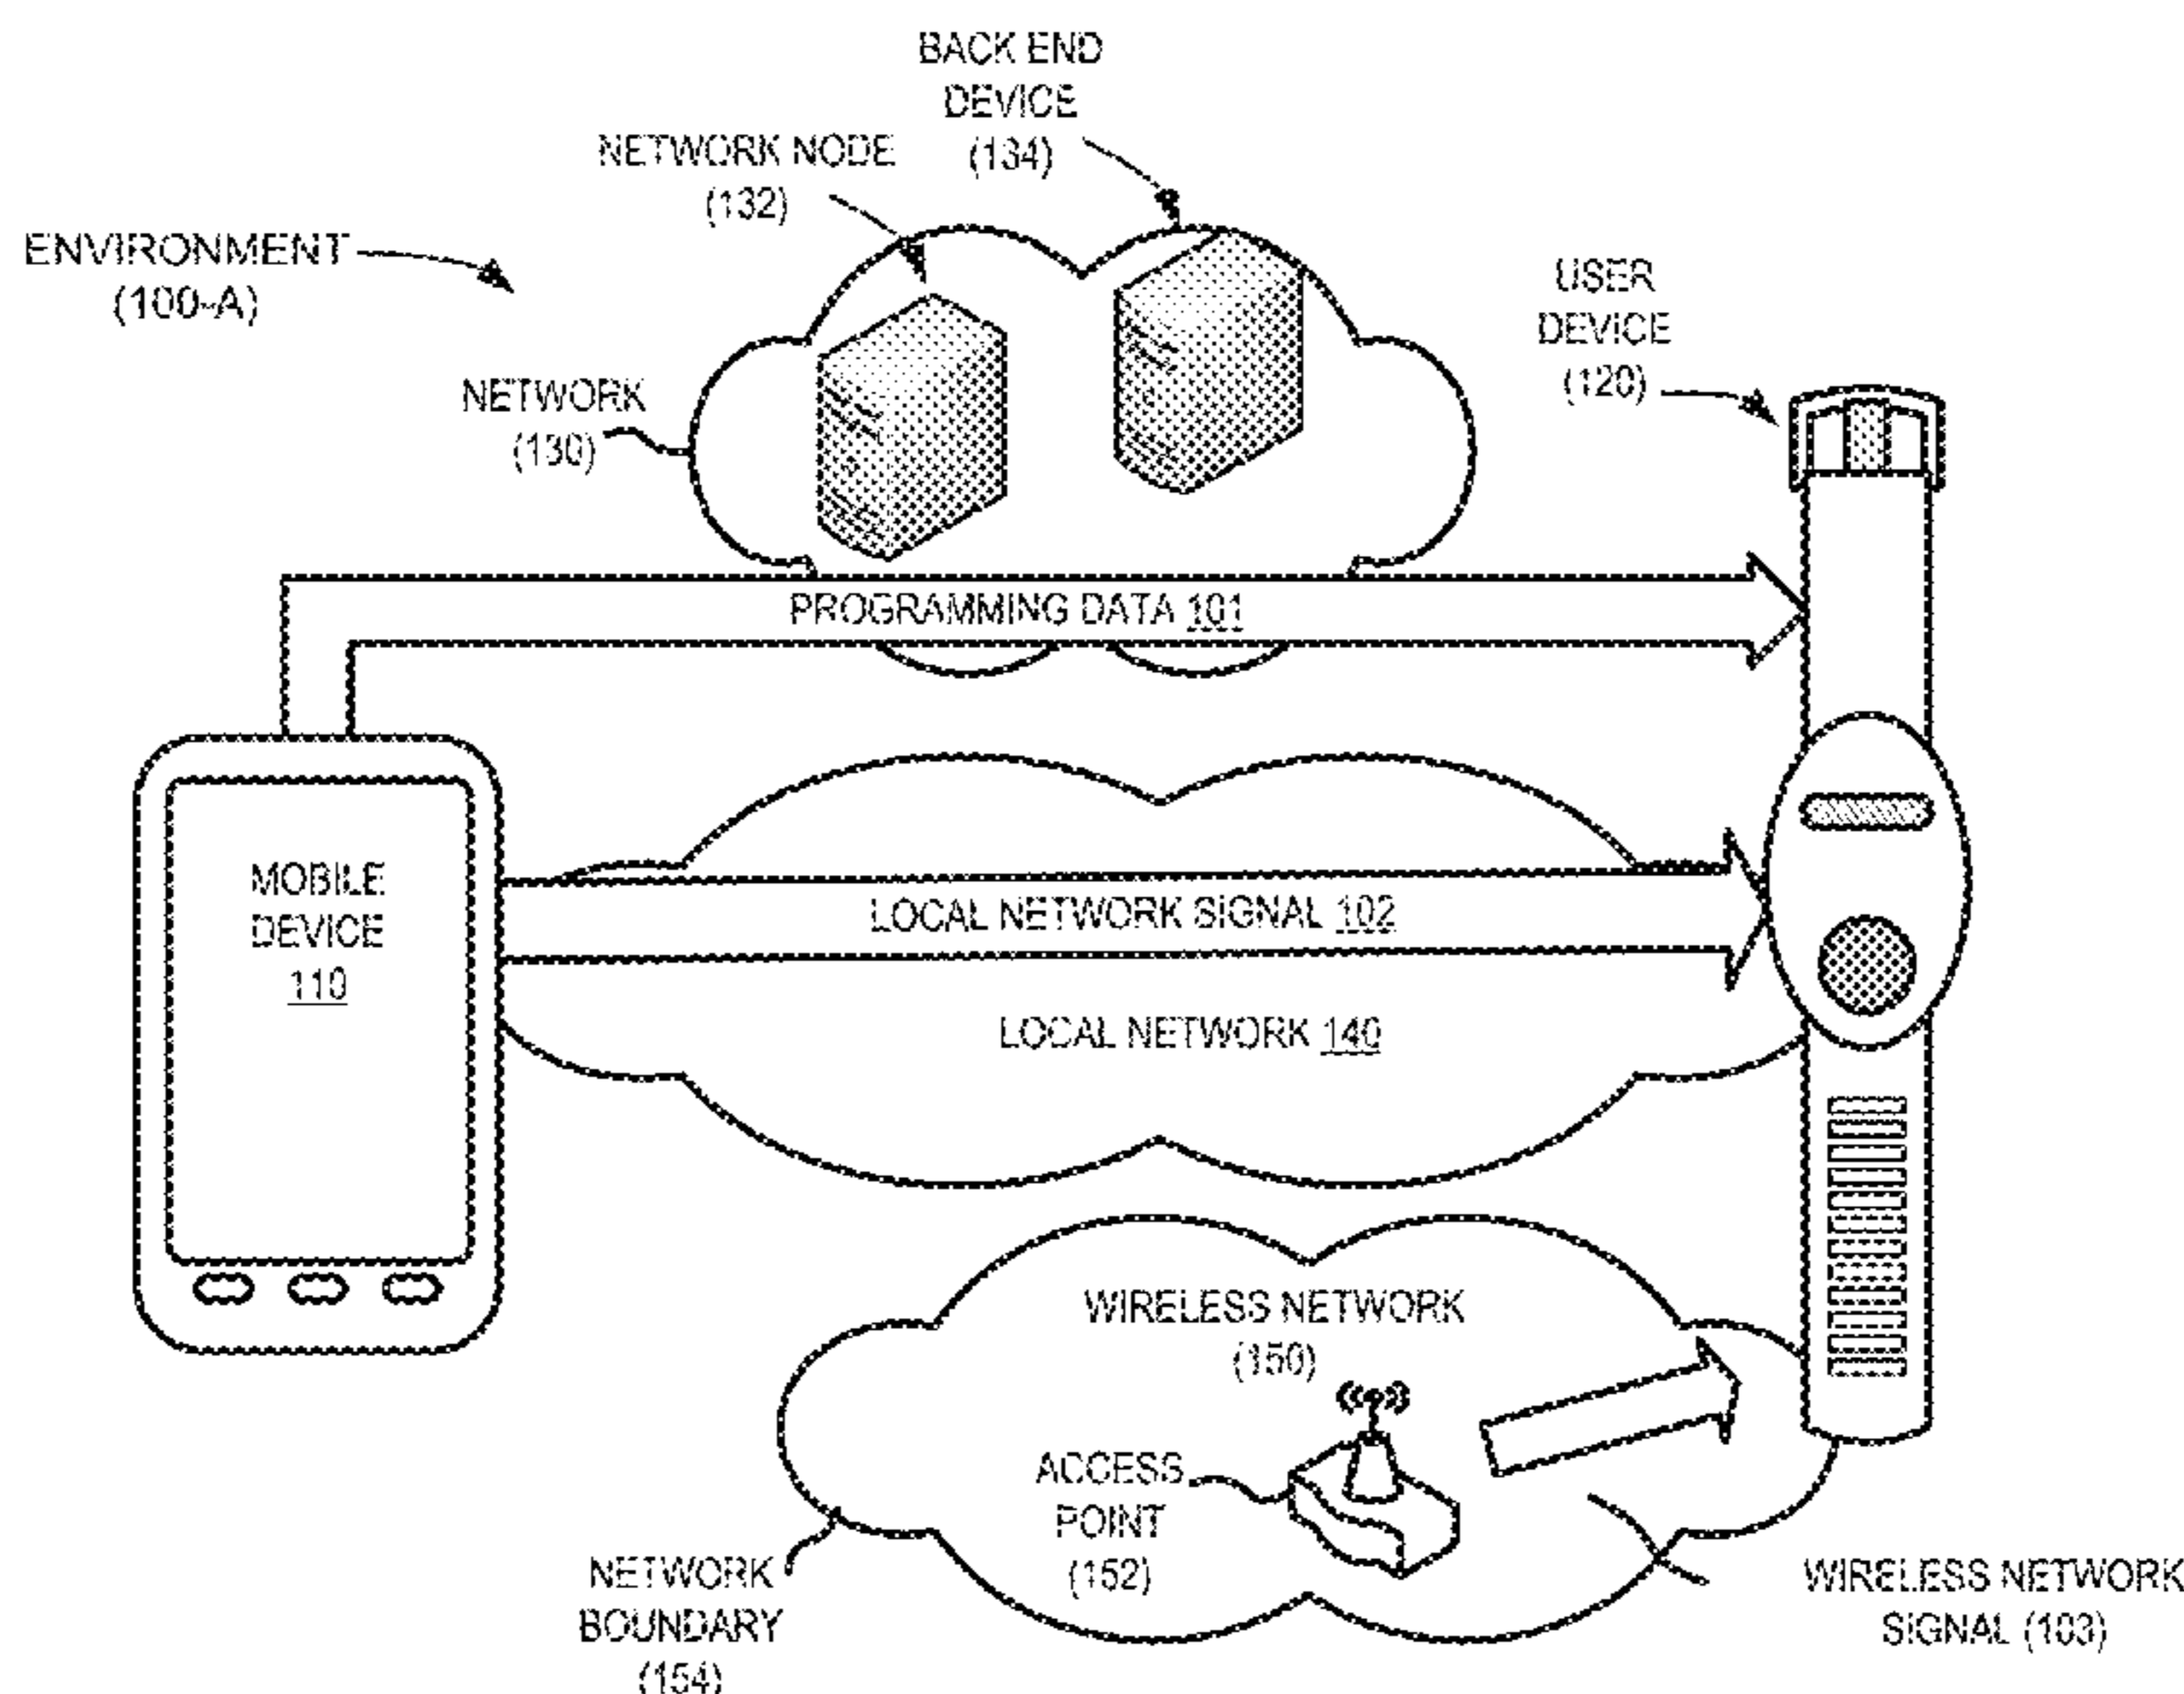 BACK END
DEVICE
(134)
NETWORK NODE
(132)
ENVIRONMENT
(100-A)
USER
DEVICE
(120)
NETWORK
(130)
PROGRAMMING DATA 101
MOBILE
DEVICE
110
LOCAL NETWORK SIGNAL 102
LOCAL NETWORK 140
WIRELESS NETWORK
(150)
ACCESS
POINT
(152)
NETWORK
BOUNDARY
(154)
WIRELESS NETWORK
SIGNAL (103)